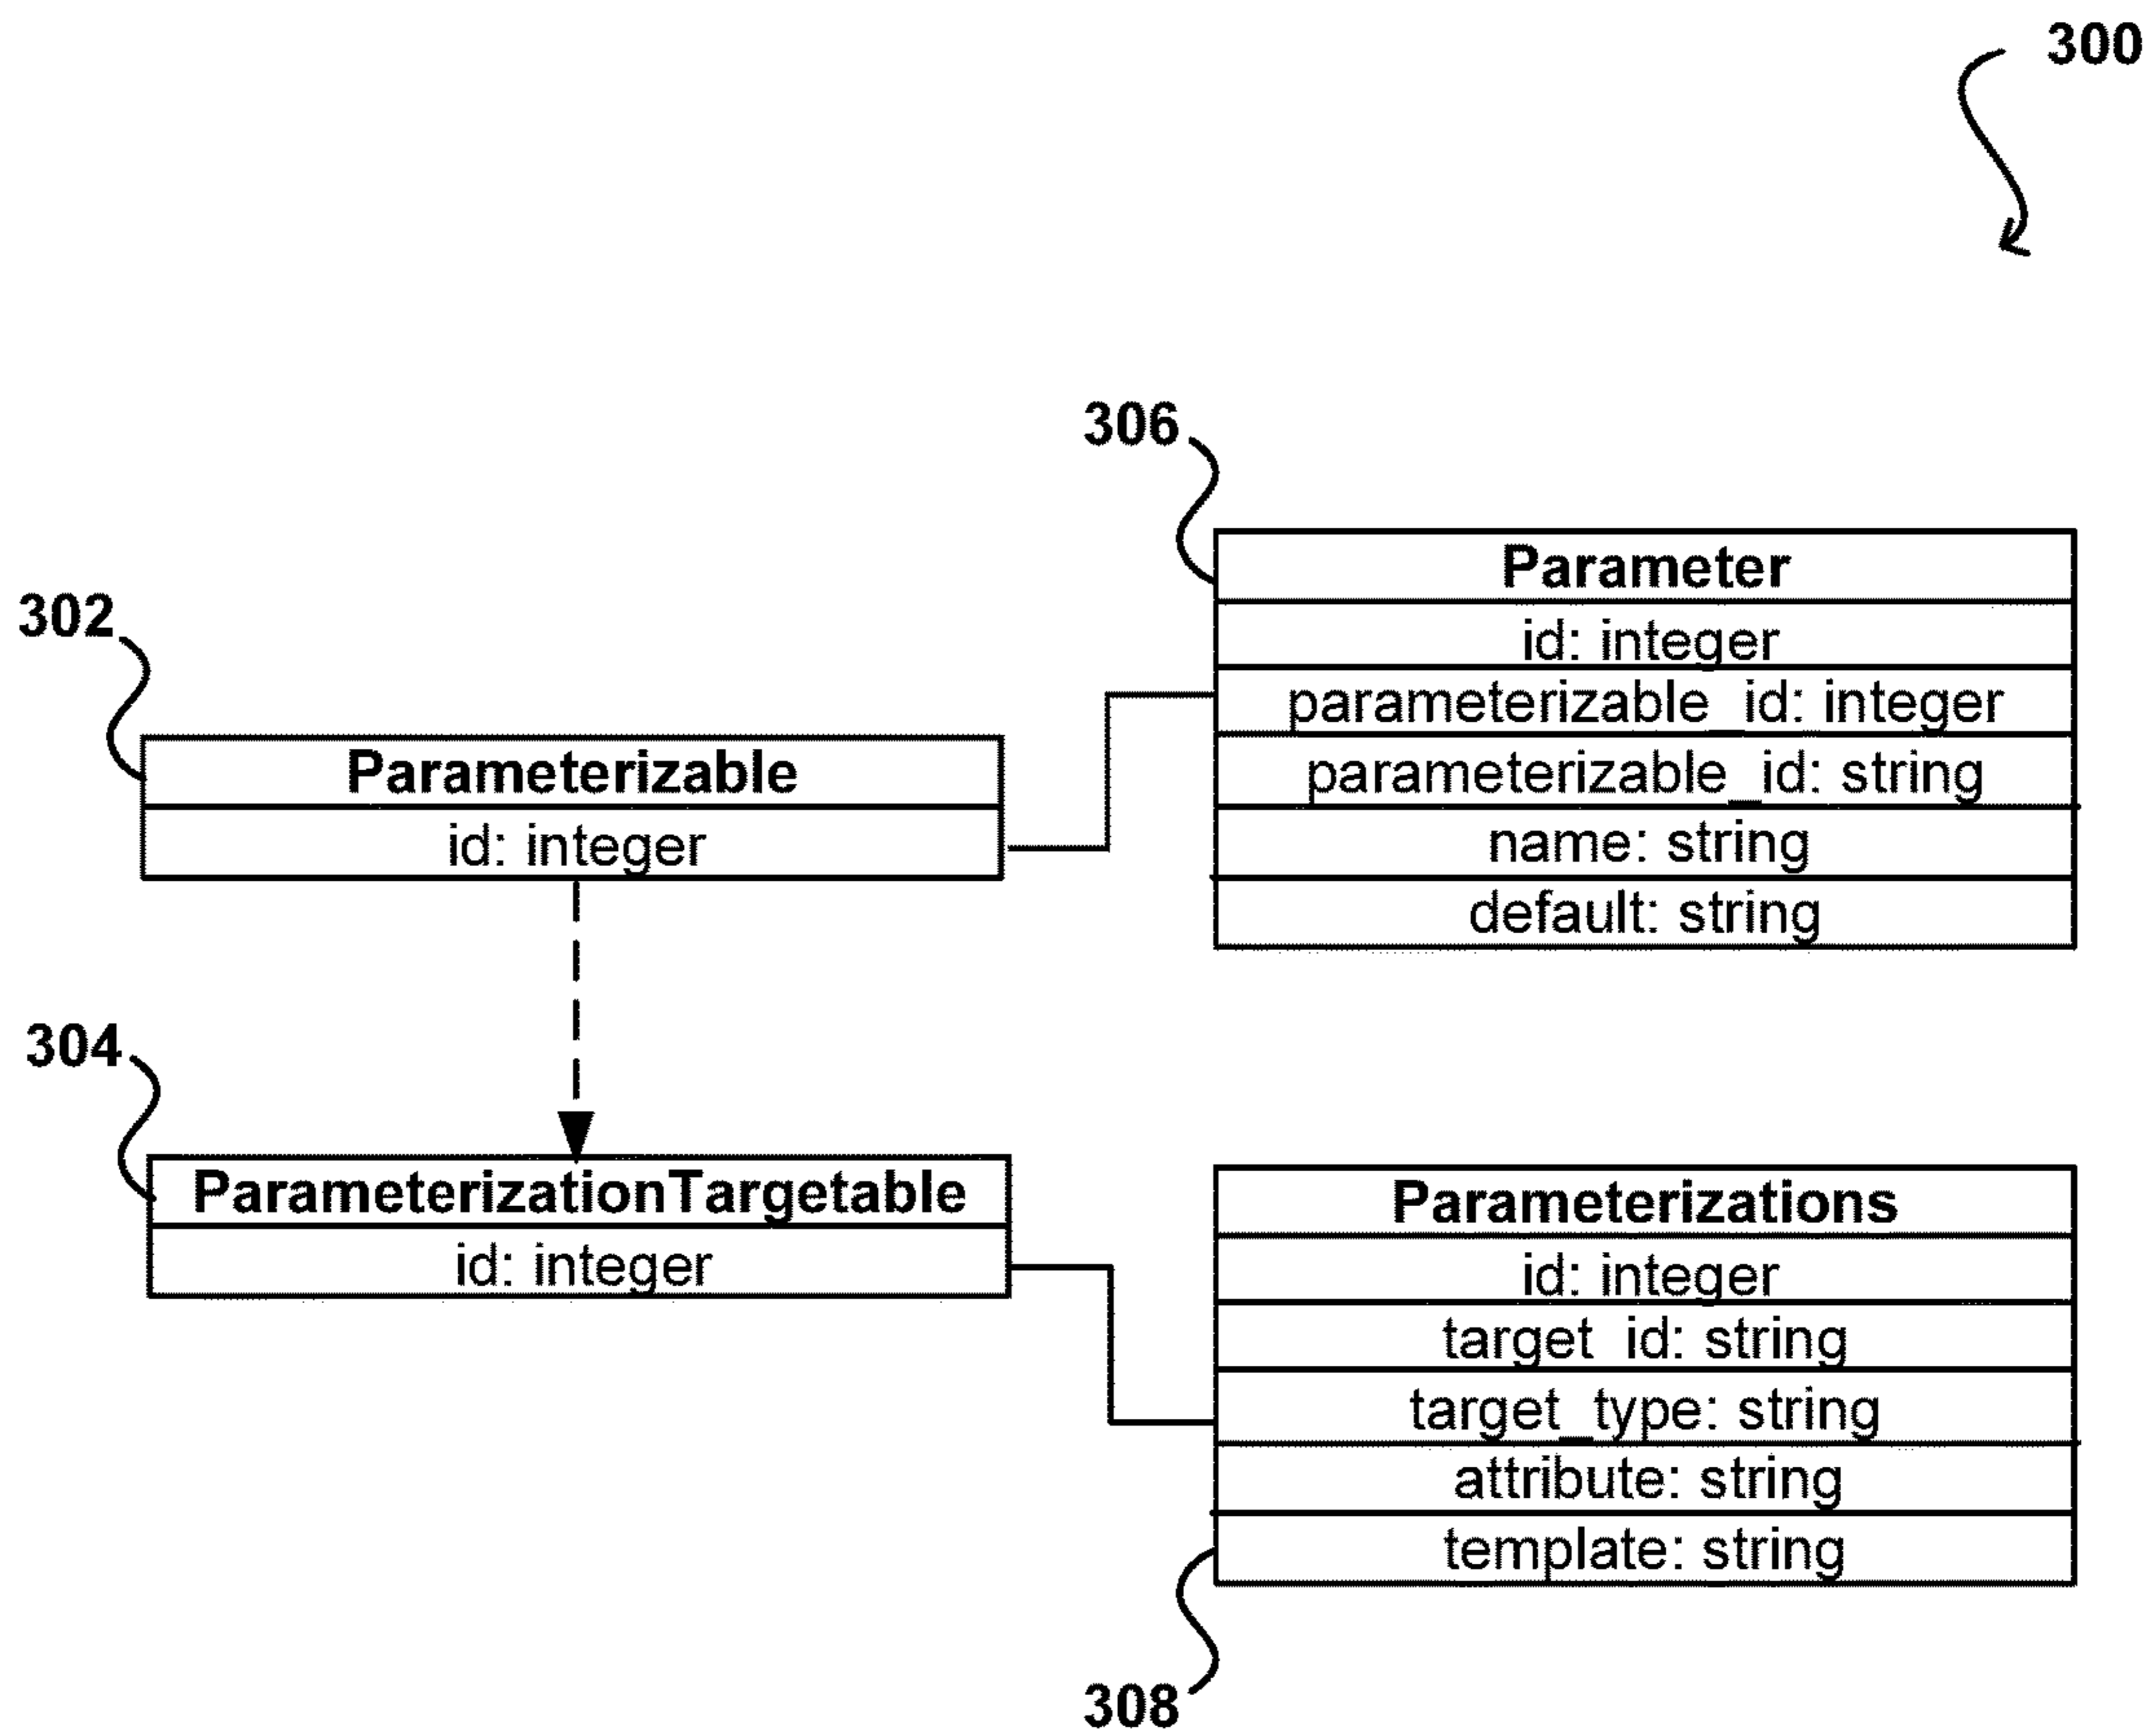 300
306
Parameter
id: integer
parameterizable_id: integer
parameterizable_id: string
name: string
default: string
302
Parameterizable
id: integer
304
ParameterizationTargetable
id: integer
Parameterizations
id: integer
target_id: string
target_type: string
attribute: string
template: string
308